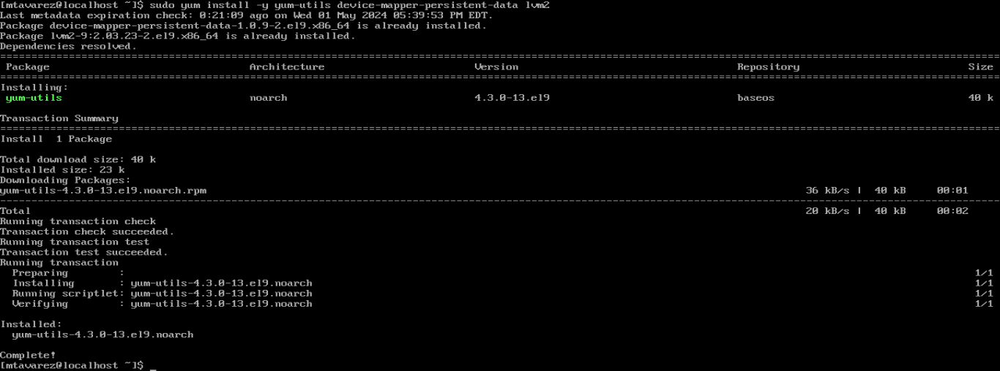 [mtavarez@localhost ~]$ sudo yum install -y yum-utils device-mapper-persistent-data lvm2
Last metadata expiration check: 0:21:09 ago on Wed 01 May 2024 05:39:53 PM EDT.
Package device-mapper-persistent-data-1.0.9-2.el9.x86_64 is already installed.
Package lvm2-9:2.03.23-2.el9.x86_64 is already installed.
Dependencies resolved.
Package Architecture Version Repository Size
Installing:
yum-utils noarch 4.3.0-13.el9 baseos 40 k
Transaction Summary
Install 1 Package
Total download size: 40 k
Installed size: 23 k
Downloading Packages:
yum-utils-4.3.0-13.el9.noarch.rpm 36 kB/s | 40 kB 00:01
Total 20 kB/s | 40 kB 00:02
Running transaction check
Transaction check succeeded.
Running transaction test
Transaction test succeeded.
Running transaction
Preparing : 1/1
Installing : yum-utils-4.3.0-13.el9.noarch 1/1
Running scriptlet: yum-utils-4.3.0-13.el9.noarch 1/1
Verifying : yum-utils-4.3.0-13.el9.noarch 1/1
Installed:
yum-utils-4.3.0-13.el9.noarch
Complete!
[mtavarez@localhost ~]$ _